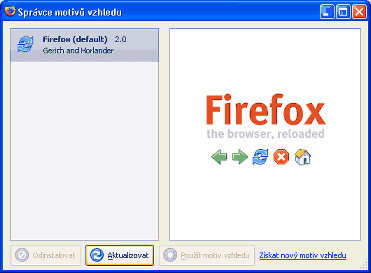 Správce motivů vzhledu
Firefox (default) 2.0
Gerich and Horlander
Firefox
the browser, reloaded
Odinstalovat
Aktualizovat
Použít motiv vzhledu
Získat nový motiv vzhledu